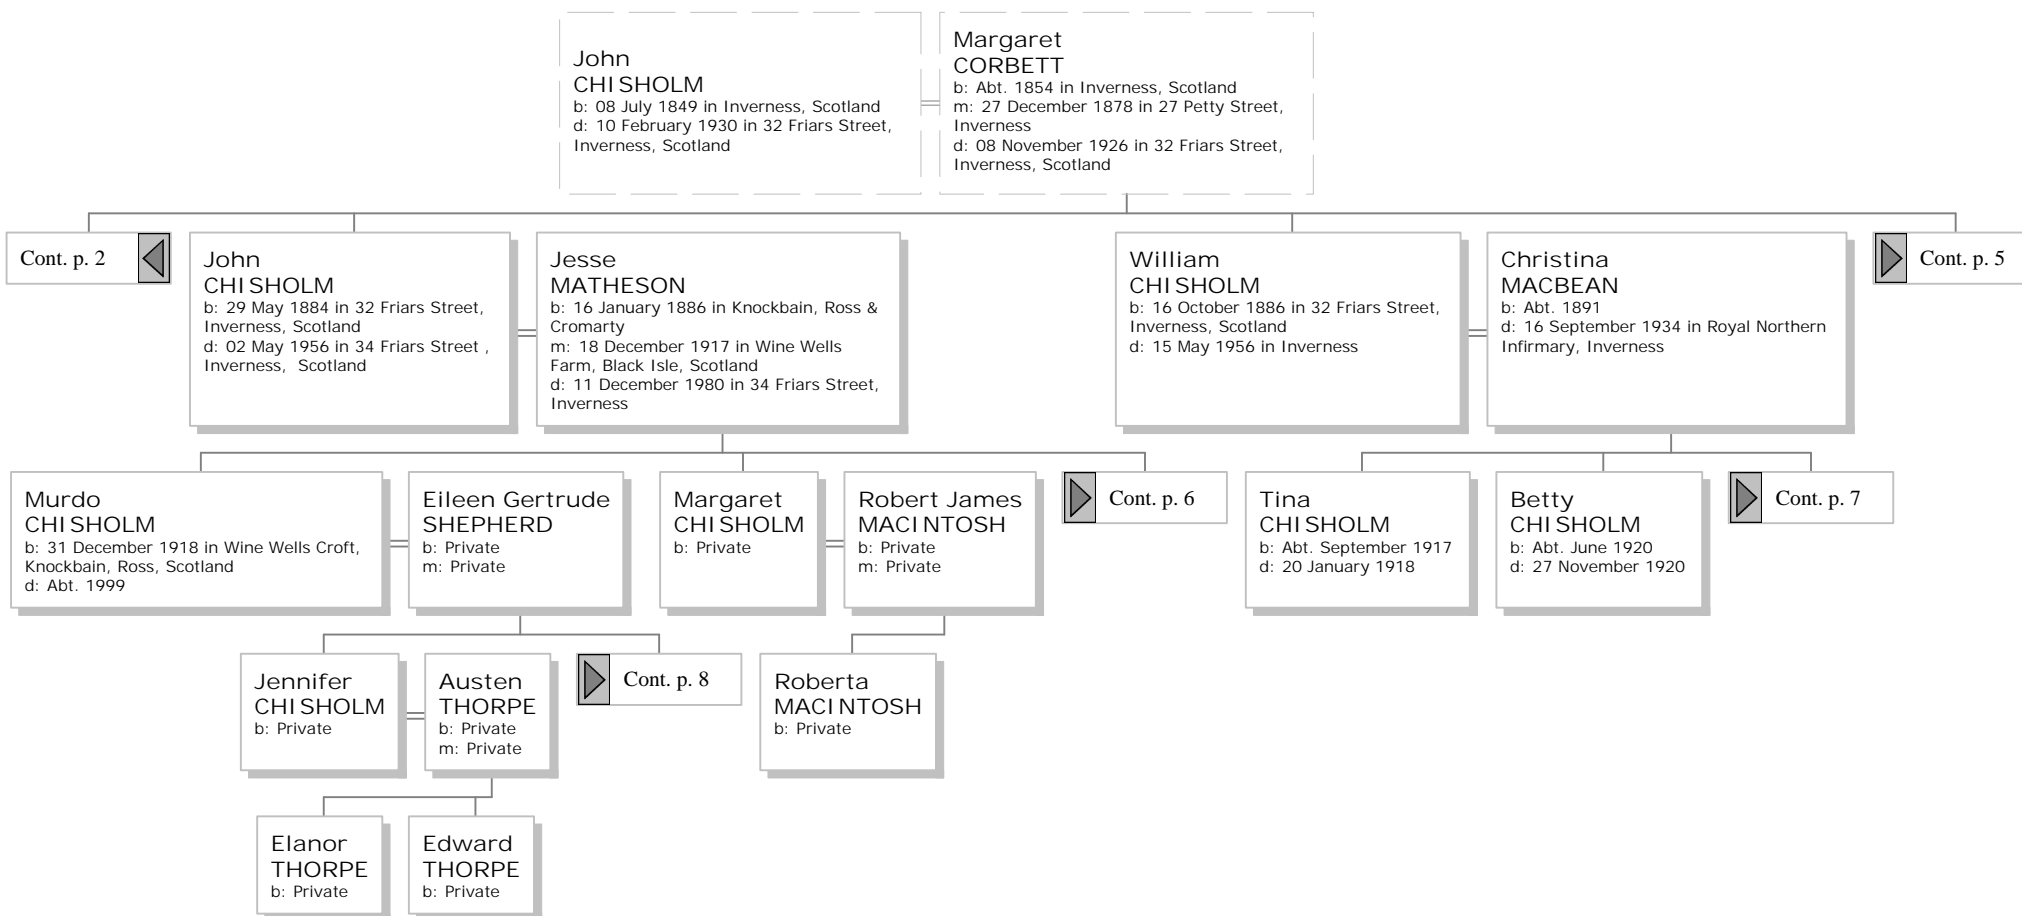 John
CHISHOLM
b: 08 July 1849 in Inverness, Scotland
d: 10 February 1930 in 32 Friars Street,
Inverness, Scotland
Margaret
CORBETT
b: Abt. 1854 in Inverness, Scotland
m: 27 December 1878 in 27 Petty Street,
Inverness
d: 08 November 1926 in 32 Friars Street,
Inverness, Scotland
Cont. p. 2
John
CHISHOLM
b: 29 May 1884 in 32 Friars Street,
Inverness, Scotland
d: 02 May 1956 in 34 Friars Street ,
Inverness, Scotland
Jesse
MATHESON
b: 16 January 1886 in Knockbain, Ross &
Cromarty
m: 18 December 1917 in Wine Wells
Farm, Black Isle, Scotland
d: 11 December 1980 in 34 Friars Street,
Inverness
William
CHISHOLM
b: 16 October 1886 in 32 Friars Street,
Inverness, Scotland
d: 15 May 1956 in Inverness
Christina
MACBEAN
b: Abt. 1891
d: 16 September 1934 in Royal Northern
Infirmary, Inverness
Cont. p. 5
Murdo
CHISHOLM
b: 31 December 1918 in Wine Wells Croft,
Knockbain, Ross, Scotland
d: Abt. 1999
Eileen Gertrude
SHEPHERD
b: Private
m: Private
Margaret
CHISHOLM
b: Private
Robert James
MACINTOSH
b: Private
m: Private
Cont. p. 6
Tina
CHISHOLM
b: Abt. September 1917
d: 20 January 1918
Betty
CHISHOLM
b: Abt. June 1920
d: 27 November 1920
Cont. p. 7
Jennifer
CHISHOLM
b: Private
Austen
THORPE
b: Private
m: Private
Cont. p. 8
Roberta
MACINTOSH
b: Private
Elanor
THORPE
b: Private
Edward
THORPE
b: Private